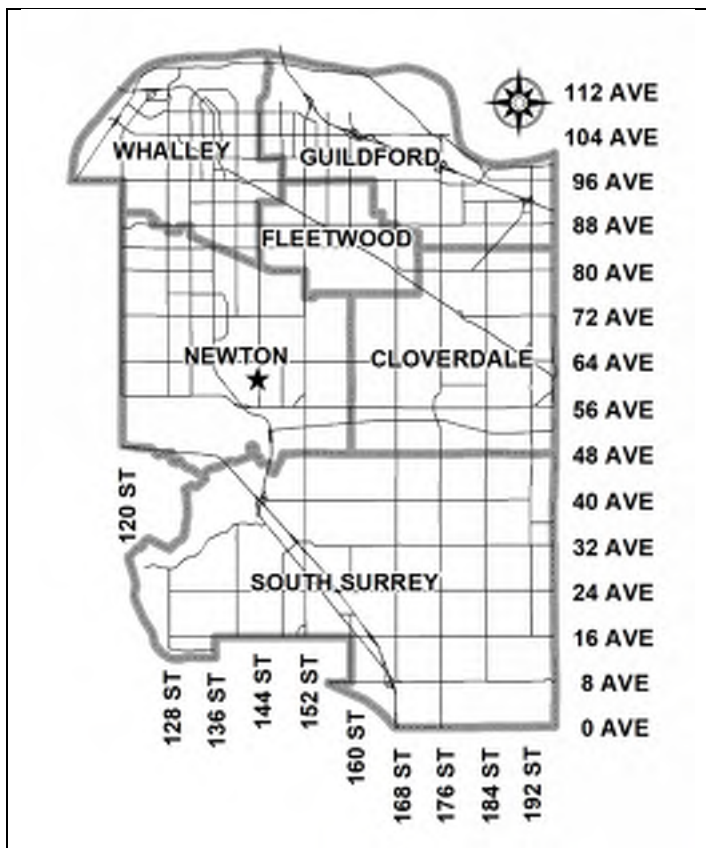 112 AVE
104 AVE
WHALLEY
GUILDFORD
96 AVE
88 AVE
FLEETWOOD
80 AVE
72 AVE
NEWTON
CLOVERDALE
64 AVE
56 AVE
48 AVE
120 ST
40 AVE
32 AVE
SOUTH SURREY
24 AVE
16 AVE
8 AVE
0 AVE
128 ST
136 ST
144 ST
152 ST
160 ST
168 ST
176 ST
184 ST
192 ST